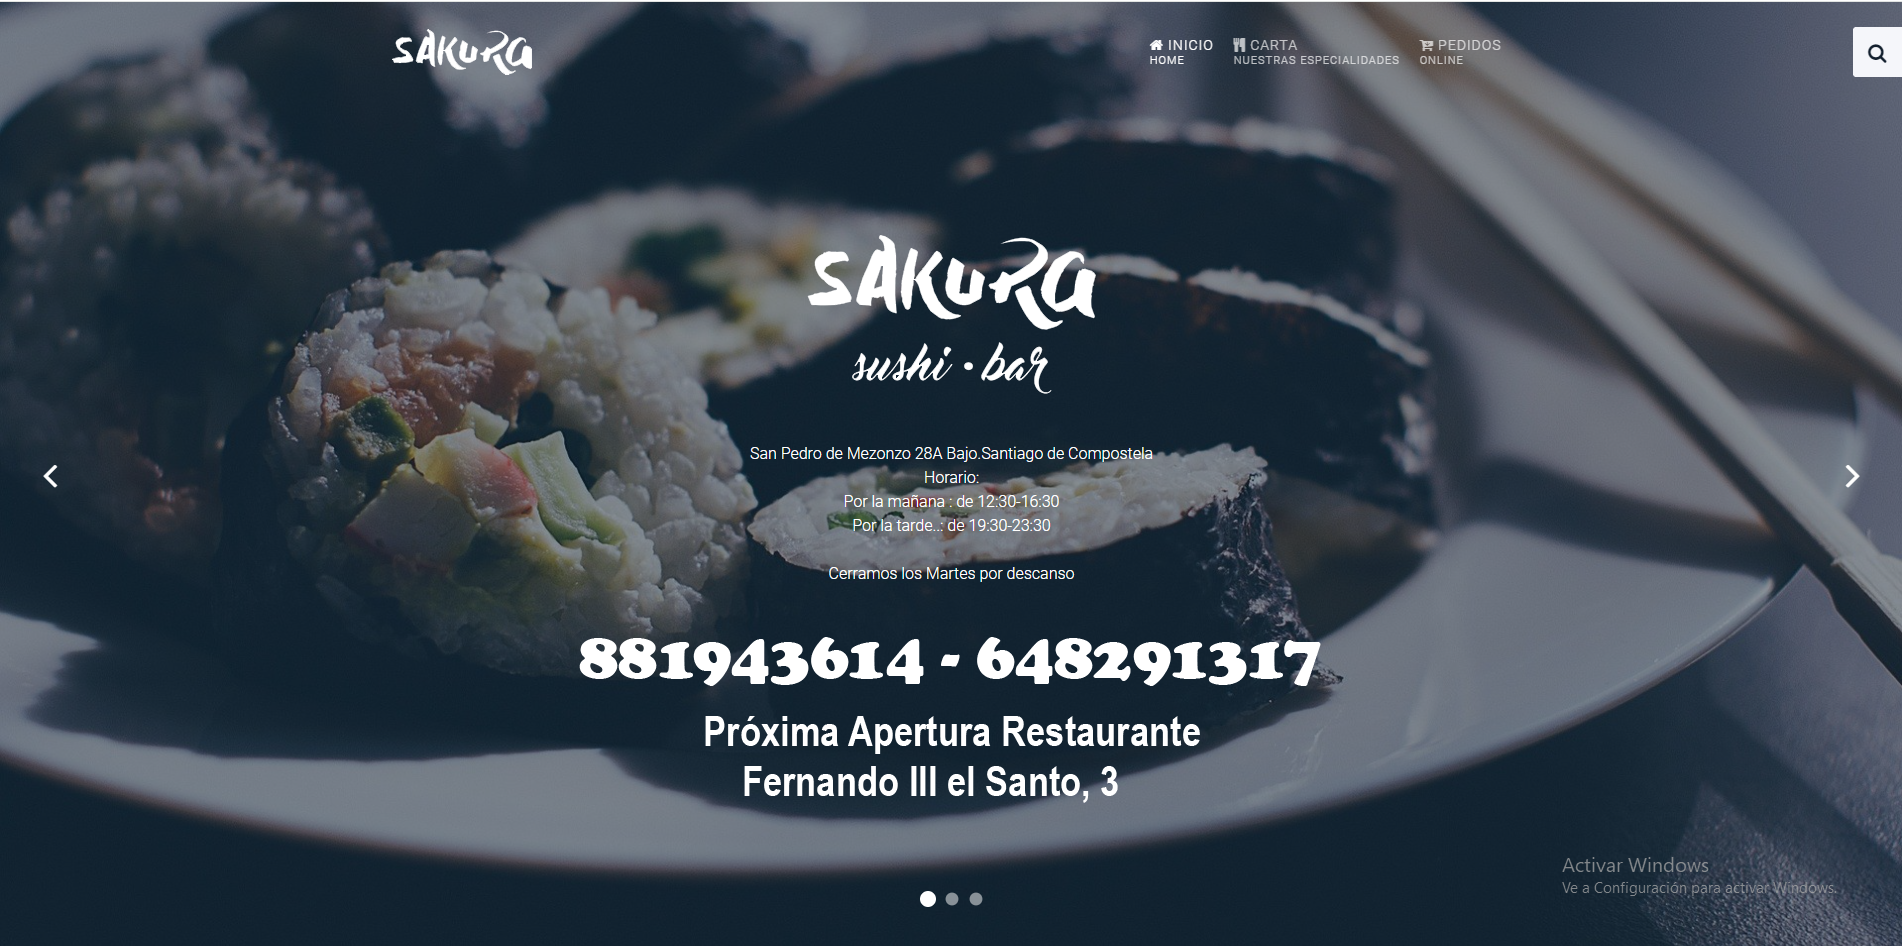 SAKURA
INICIO
HOME
CARTA
NUESTRAS ESPECIALIDADES
PEDIDOS
ONLINE
SAKURA
sushi • bar
San Pedro de Mezonzo 28A Bajo.Santiago de Compostela
Horario:
Por la mañana : de 12:30-16:30
Por la tarde..: de 19:30-23:30
Cerramos los Martes por descanso
881943614 - 648291317
Próxima Apertura Restaurante
Fernando III el Santo, 3
Activar Windows
Ve a Configuración para activar Windows.